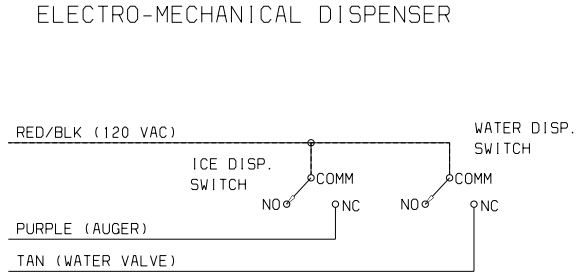 ELECTRO-MECHANICAL DISPENSER
RED/BLK (120 VAC)
WATER DISP.
SWITCH
ICE DISP.
SWITCH
COMM
COMM
NO
NC
NO
NC
PURPLE (AUGER)
TAN (WATER VALVE)